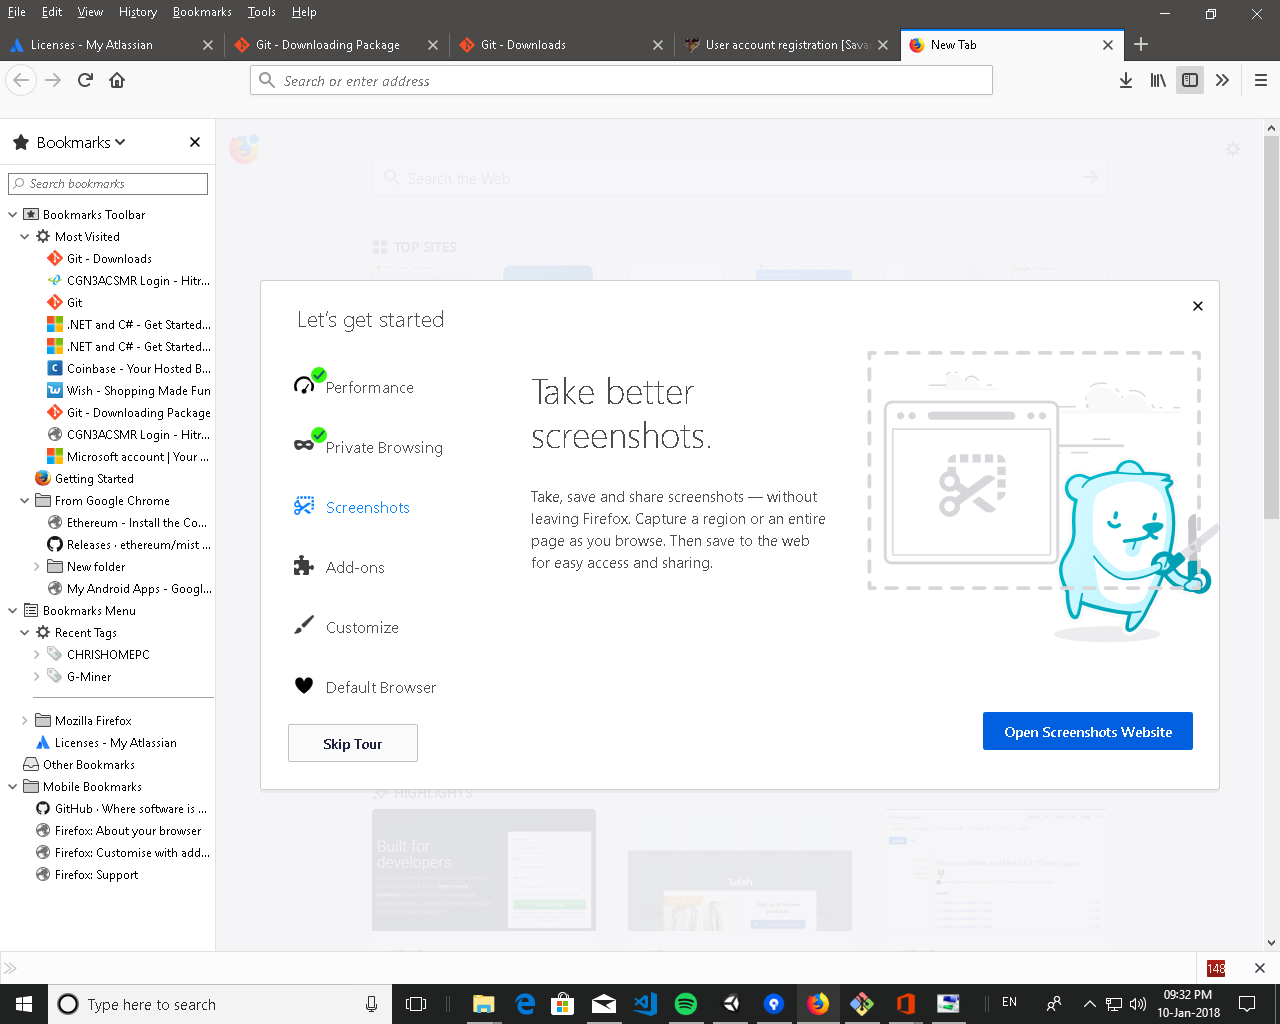 File Edit View History Bookmarks Tools Help
Licenses - My Atlassian
Git - Downloading Package
Git - Downloads
User account registration [Sava
New Tab
Search or enter address
Bookmarks
Search bookmarks
Bookmarks Toolbar
Most Visited
Git - Downloads
CGN3ACSMR Login - Hitr...
Git
.NET and C# - Get Started...
.NET and C# - Get Started...
Coinbase - Your Hosted B...
Wish - Shopping Made Fun
Git - Downloading Package
CGN3ACSMR Login - Hitr...
Microsoft account | Your ...
Getting Started
From Google Chrome
Ethereum - Install the Co...
Releases · ethereum/mist ...
New folder
My Android Apps - Googl...
Bookmarks Menu
Recent Tags
CHRISHOMEPC
G-Miner
Mozilla Firefox
Licenses - My Atlassian
Other Bookmarks
Mobile Bookmarks
GitHub · Where software is ...
Firefox: About your browser
Firefox: Customise with add...
Firefox: Support
Search the Web
TOP SITES
Let's get started
Performance
Private Browsing
Screenshots
Add-ons
Customize
Default Browser
Skip Tour
Take better
screenshots.
Take, save and share screenshots — without
leaving Firefox. Capture a region or an entire
page as you browse. Then save to the web
for easy access and sharing.
Open Screenshots Website
HIGHLIGHTS
Built for
developers
wish
148
Type here to search
EN
09:32 PM
10-Jan-2018